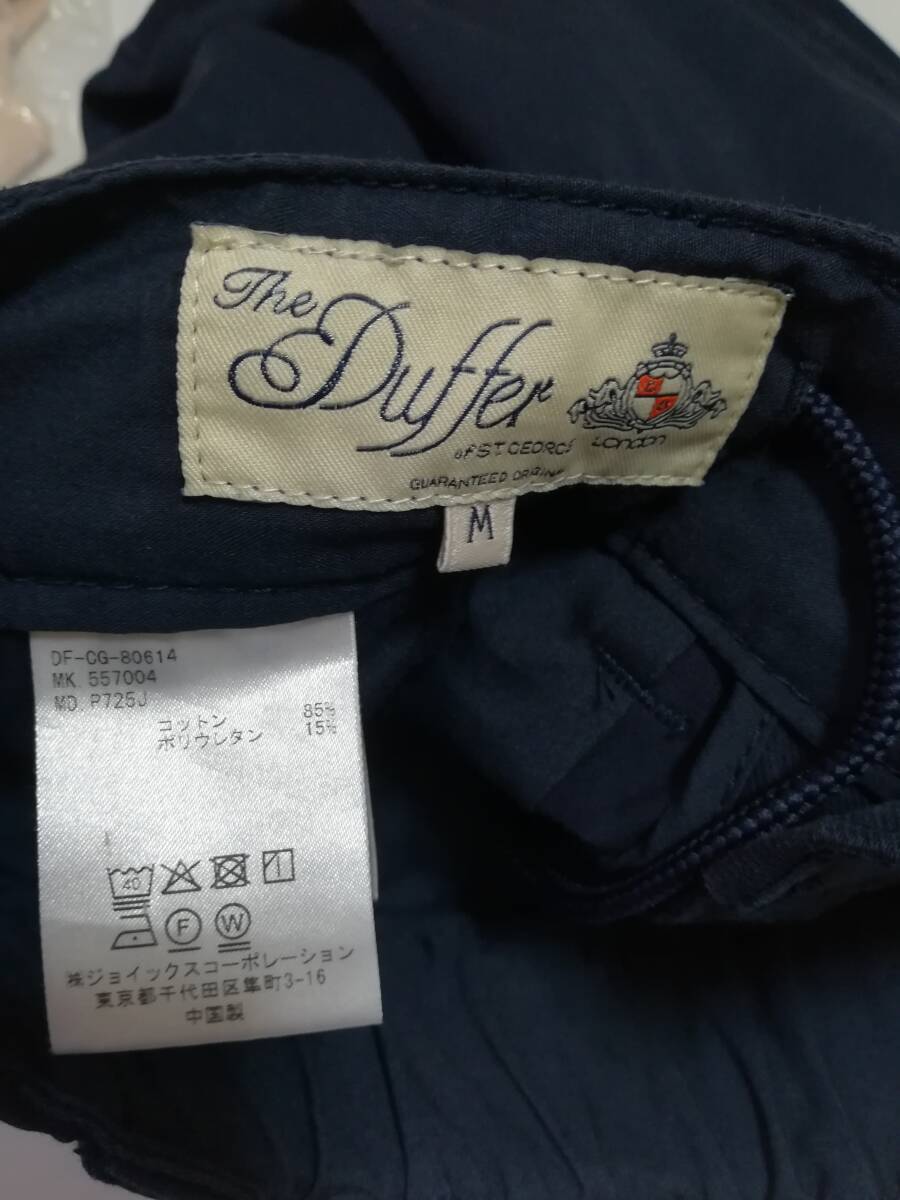 The
Duffer
of ST.GEORGE
LONDON
GUARANTEED ORIGINAL
M
DF-CG-80614
MK. 557004
MD. P725J
コットン 85%
ポリウレタン 15%
40
F W
㈱ジョイックスコーポレーション
東京都千代田区隼町3-16
中国製